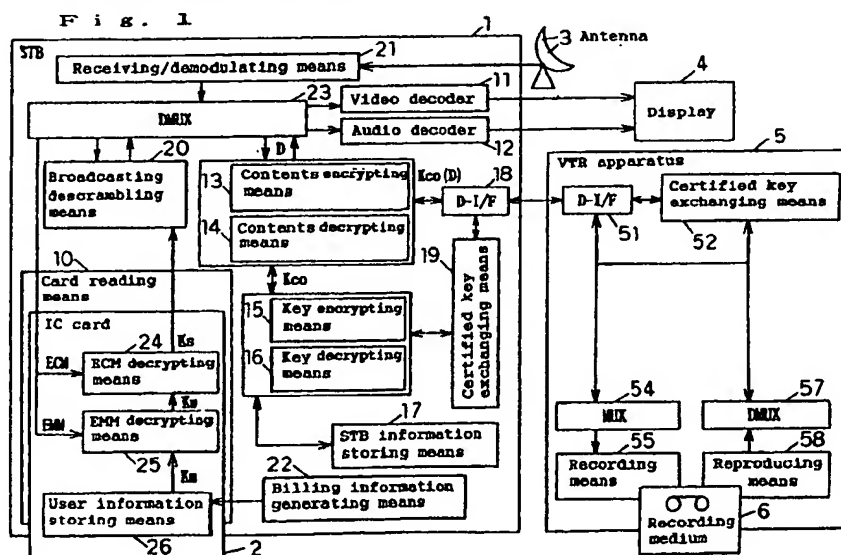 Fig. 1
1
STB
21
Receiving/demodulating means
3
Antenna
23
DMUX
11
Video decoder
Audio decoder
12
4
Display
20
Broadcasting
descrambling
means
D
13
Contents encrypting
means
14
Contents decrypting
means
Kco(D)
18
D-I/F
5
VTR apparatus
D-I/F
51
Certified key
exchanging means
52
10
Card reading
means
IC card
Ks
24
ECM
ECM decrypting
means
EMM
EMM decrypting
means
25
Km
User information
storing means
26
2
Kco
15
Key encrypting
means
16
Key decrypting
means
19
Certified key
exchanging means
17
STB information
storing means
22
Billing information
generating means
54
MUX
55
Recording
means
57
DMUX
58
Reproducing
means
Recording
medium
6